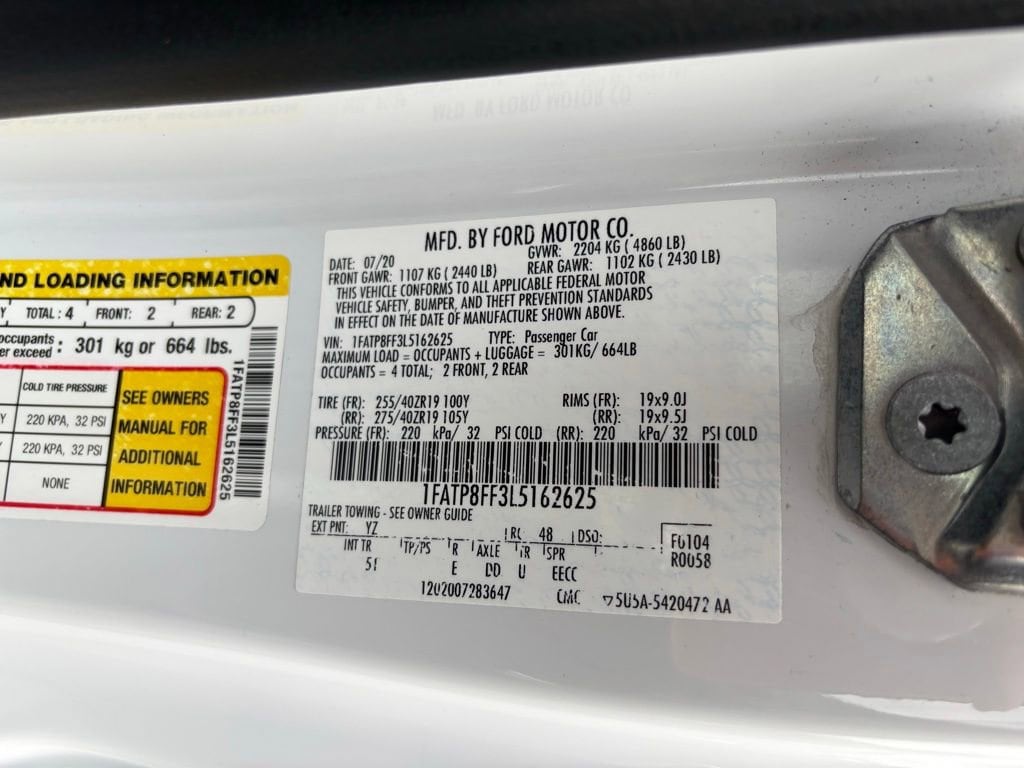 ND LOADING INFORMATION
Y TOTAL : 4 FRONT: 2 REAR: 2
occupants
er exceed : 301 kg or 664 lbs.
COLD TIRE PRESSURE
Y 220 KPA, 32 PSI
Y 220 KPA, 32 PSI
NONE
SEE OWNERS
MANUAL FOR
ADDITIONAL
INFORMATION
1FATP8FF3L5162625
MFD. BY FORD MOTOR CO.
DATE: 07/20 GVWR: 2204 KG ( 4860 LB)
FRONT GAWR: 1107 KG ( 2440 LB) REAR GAWR: 1102 KG ( 2430 LB)
THIS VEHICLE CONFORMS TO ALL APPLICABLE FEDERAL MOTOR
VEHICLE SAFETY, BUMPER, AND THEFT PREVENTION STANDARDS
IN EFFECT ON THE DATE OF MANUFACTURE SHOWN ABOVE.
VIN: 1FATP8FF3L5162625 TYPE: Passenger Car
MAXIMUM LOAD = OCCUPANTS + LUGGAGE = 301KG/ 664LB
OCCUPANTS = 4 TOTAL; 2 FRONT, 2 REAR
TIRE (FR): 255/40ZR19 100Y RIMS (FR): 19x9.0J
(RR): 275/40ZR19 105Y (RR): 19x9.5J
PRESSURE (FR): 220 kPa/ 32 PSI COLD (RR): 220 kPa/ 32 PSI COLD
1FATP8FF3L5162625
TRAILER TOWING - SEE OWNER GUIDE
EXT PNT: YZ RC 48 DSO: F0104
INT TR TP/PS R AXLE TR SPR R0058
E DD U EECC
1202007283647 CMC 5U5A-5420472 AA